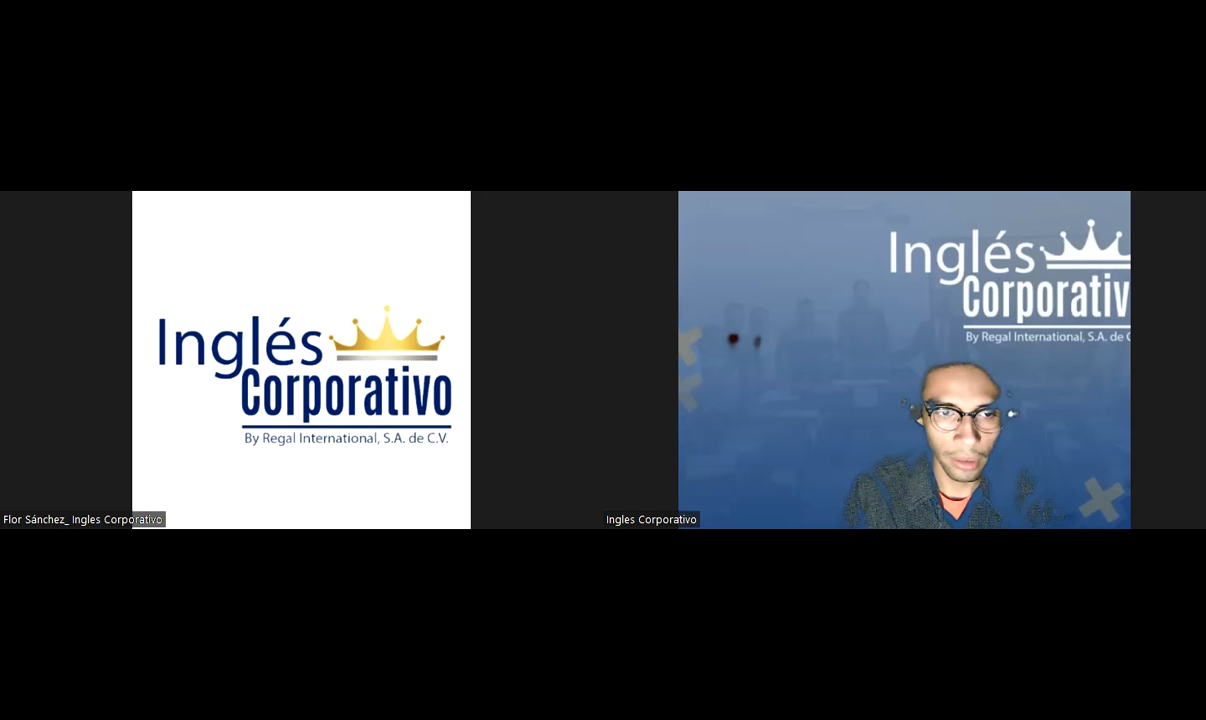 Inglés
Corporativo
By Regal International, S.A. de C.V.
Flor Sánchez_ Ingles Corporativo
Inglés
Corporativ
By Regal International, S.A. de C
Ingles Corporativo